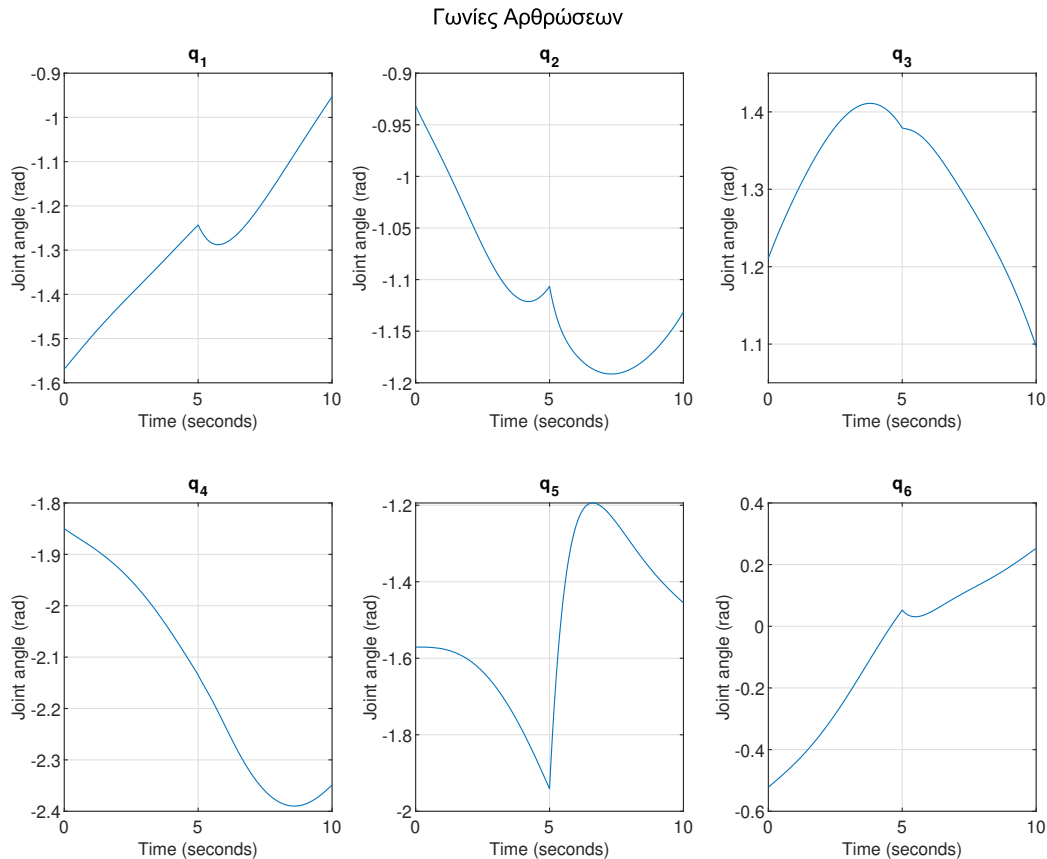 Γωνίες Αρθρώσεων
q1
-0.9
-1
-1.1
-1.2
-1.3
-1.4
-1.5
-1.6
Joint angle (rad)
0 5 10
Time (seconds)
q2
-0.9
-0.95
-1
-1.05
-1.1
-1.15
-1.2
Joint angle (rad)
0 5 10
Time (seconds)
q3
1.4
1.3
1.2
1.1
Joint angle (rad)
0 5 10
Time (seconds)
q4
-1.8
-1.9
-2
-2.1
-2.2
-2.3
-2.4
Joint angle (rad)
0 5 10
Time (seconds)
q5
-1.2
-1.4
-1.6
-1.8
-2
Joint angle (rad)
0 5 10
Time (seconds)
q6
0.4
0.2
0
-0.2
-0.4
-0.6
Joint angle (rad)
0 5 10
Time (seconds)